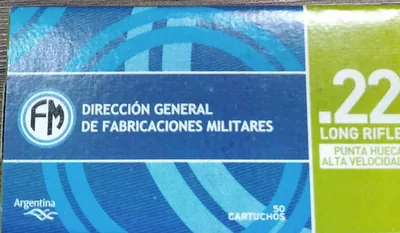 FM
DIRECCIÓN GENERAL
DE FABRICACIONES MILITARES
.22
LONG RIFLE
PUNTA HUECA
ALTA VELOCIDAD
Argentina
50
CARTUCHOS